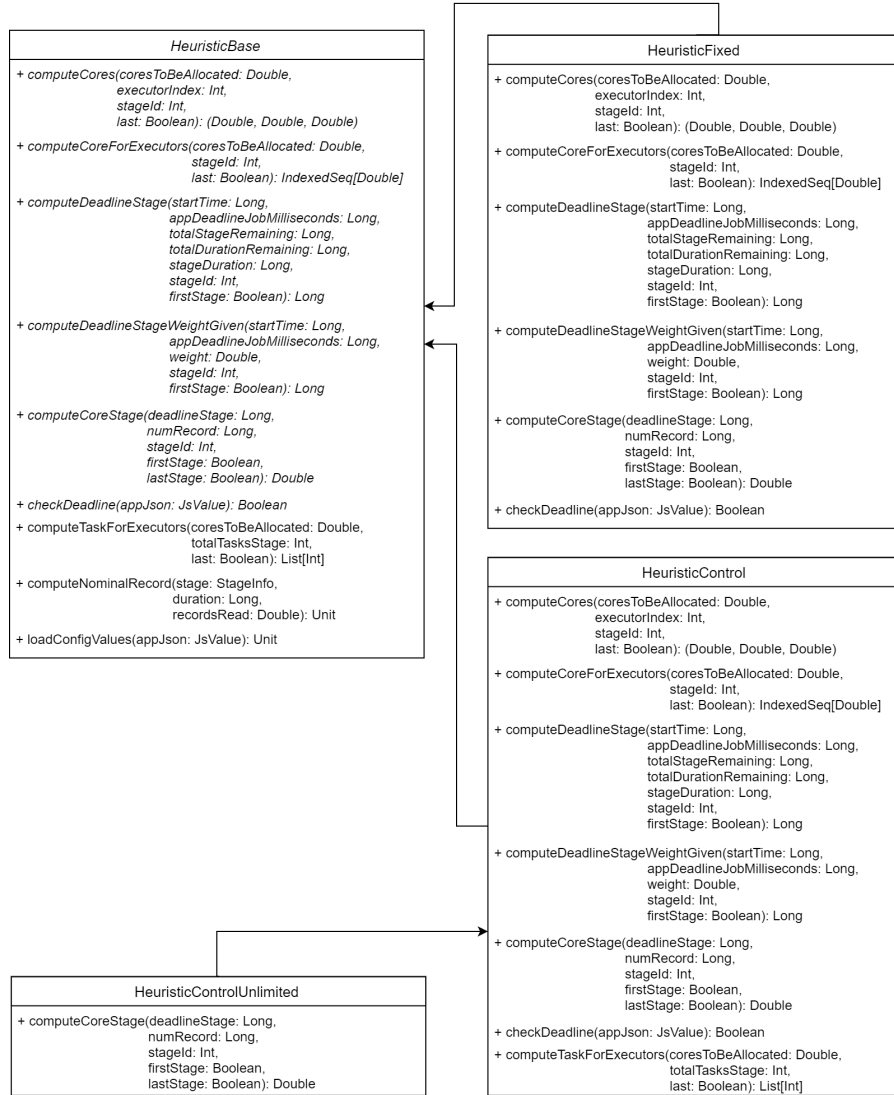 HeuristicBase
+ computeCores(coresToBeAllocated: Double,
executorIndex: Int,
stageId: Int,
last: Boolean): (Double, Double, Double)
+ computeCoreForExecutors(coresToBeAllocated: Double,
stageId: Int,
last: Boolean): IndexedSeq[Double]
+ computeDeadlineStage(startTime: Long,
appDeadlineJobMilliseconds: Long,
totalStageRemaining: Long,
totalDurationRemaining: Long,
stageDuration: Long,
stageId: Int,
firstStage: Boolean): Long
+ computeDeadlineStageWeightGiven(startTime: Long,
appDeadlineJobMilliseconds: Long,
weight: Double,
stageId: Int,
firstStage: Boolean): Long
+ computeCoreStage(deadlineStage: Long,
numRecord: Long,
stageId: Int,
firstStage: Boolean,
lastStage: Boolean): Double
+ checkDeadline(appJson: JsValue): Boolean
+ computeTaskForExecutors(coresToBeAllocated: Double,
totalTasksStage: Int,
last: Boolean): List[Int]
+ computeNominalRecord(stage: StageInfo,
duration: Long,
recordsRead: Double): Unit
+ loadConfigValues(appJson: JsValue): Unit
HeuristicFixed
+ computeCores(coresToBeAllocated: Double,
executorIndex: Int,
stageId: Int,
last: Boolean): (Double, Double, Double)
+ computeCoreForExecutors(coresToBeAllocated: Double,
stageId: Int,
last: Boolean): IndexedSeq[Double]
+ computeDeadlineStage(startTime: Long,
appDeadlineJobMilliseconds: Long,
totalStageRemaining: Long,
totalDurationRemaining: Long,
stageDuration: Long,
stageId: Int,
firstStage: Boolean): Long
+ computeDeadlineStageWeightGiven(startTime: Long,
appDeadlineJobMilliseconds: Long,
weight: Double,
stageId: Int,
firstStage: Boolean): Long
+ computeCoreStage(deadlineStage: Long,
numRecord: Long,
stageId: Int,
firstStage: Boolean,
lastStage: Boolean): Double
+ checkDeadline(appJson: JsValue): Boolean
HeuristicControl
+ computeCores(coresToBeAllocated: Double,
executorIndex: Int,
stageId: Int,
last: Boolean): (Double, Double, Double)
+ computeCoreForExecutors(coresToBeAllocated: Double,
stageId: Int,
last: Boolean): IndexedSeq[Double]
+ computeDeadlineStage(startTime: Long,
appDeadlineJobMilliseconds: Long,
totalStageRemaining: Long,
totalDurationRemaining: Long,
stageDuration: Long,
stageId: Int,
firstStage: Boolean): Long
+ computeDeadlineStageWeightGiven(startTime: Long,
appDeadlineJobMilliseconds: Long,
weight: Double,
stageId: Int,
firstStage: Boolean): Long
+ computeCoreStage(deadlineStage: Long,
numRecord: Long,
stageId: Int,
firstStage: Boolean,
lastStage: Boolean): Double
+ checkDeadline(appJson: JsValue): Boolean
+ computeTaskForExecutors(coresToBeAllocated: Double,
totalTasksStage: Int,
last: Boolean): List[Int]
HeuristicControlUnlimited
+ computeCoreStage(deadlineStage: Long,
numRecord: Long,
stageId: Int,
firstStage: Boolean,
lastStage: Boolean): Double